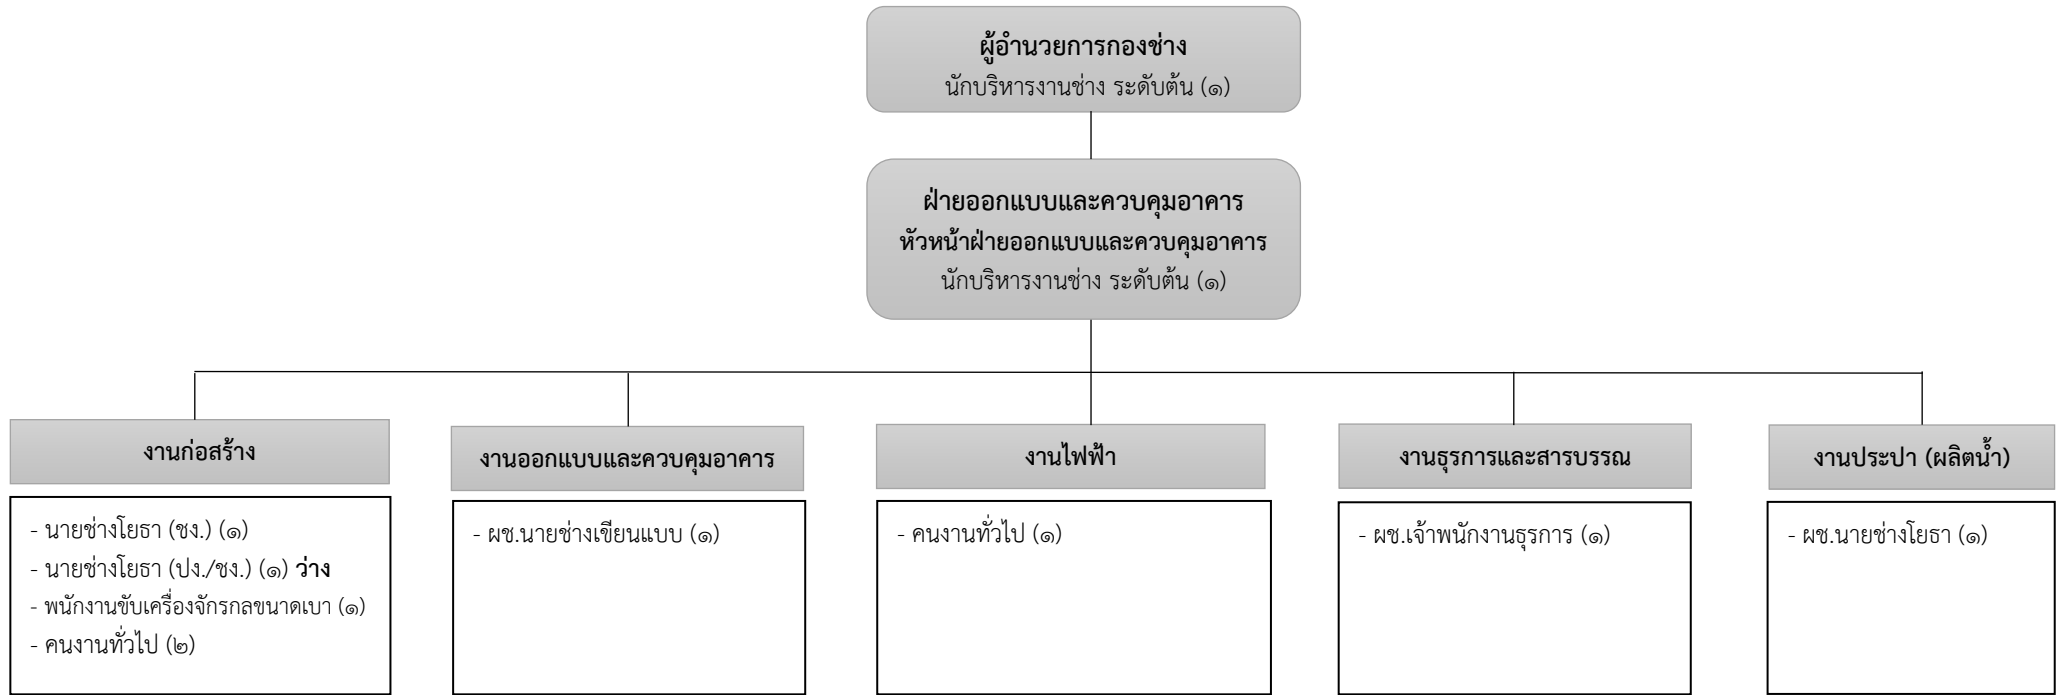 ผู้อำนวยการกองช่าง
นักบริหารงานช่าง ระดับต้น (๑)
ฝ่ายออกแบบและควบคุมอาคาร
หัวหน้าฝ่ายออกแบบและควบคุมอาคาร
นักบริหารงานช่าง ระดับต้น (๑)
งานก่อสร้าง
- นายช่างโยธา (ชง.) (๑)
- นายช่างโยธา (ปง./ชง.) (๑) ว่าง
- พนักงานขับเครื่องจักรกลขนาดเบา (๑)
- คนงานทั่วไป (๒)
งานออกแบบและควบคุมอาคาร
- ผช.นายช่างเขียนแบบ (๑)
งานไฟฟ้า
- คนงานทั่วไป (๑)
งานธุรการและสารบรรณ
- ผช.เจ้าพนักงานธุรการ (๑)
งานประปา (ผลิตน้ำ)
- ผช.นายช่างโยธา (๑)